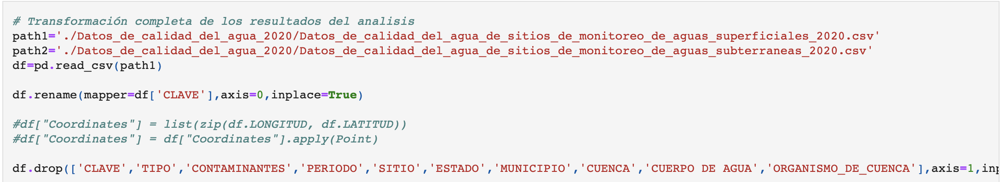 # Transformación completa de los resultados del analisis
path1='./Datos_de_calidad_del_agua_2020/Datos_de_calidad_del_agua_de_sitios_de_monitoreo_de_aguas_superficiales_2020.csv'
path2='./Datos_de_calidad_del_agua_2020/Datos_de_calidad_del_agua_de_sitios_de_monitoreo_de_aguas_subterraneas_2020.csv'
df=pd.read_csv(path1)
df.rename(mapper=df['CLAVE'],axis=0,inplace=True)
#df["Coordinates"] = list(zip(df.LONGITUD, df.LATITUD))
#df["Coordinates"] = df["Coordinates"].apply(Point)
df.drop(['CLAVE','TIPO','CONTAMINANTES','PERIODO','SITIO','ESTADO','MUNICIPIO','CUENCA','CUERPO DE AGUA','ORGANISMO_DE_CUENCA'],axis=1,inp